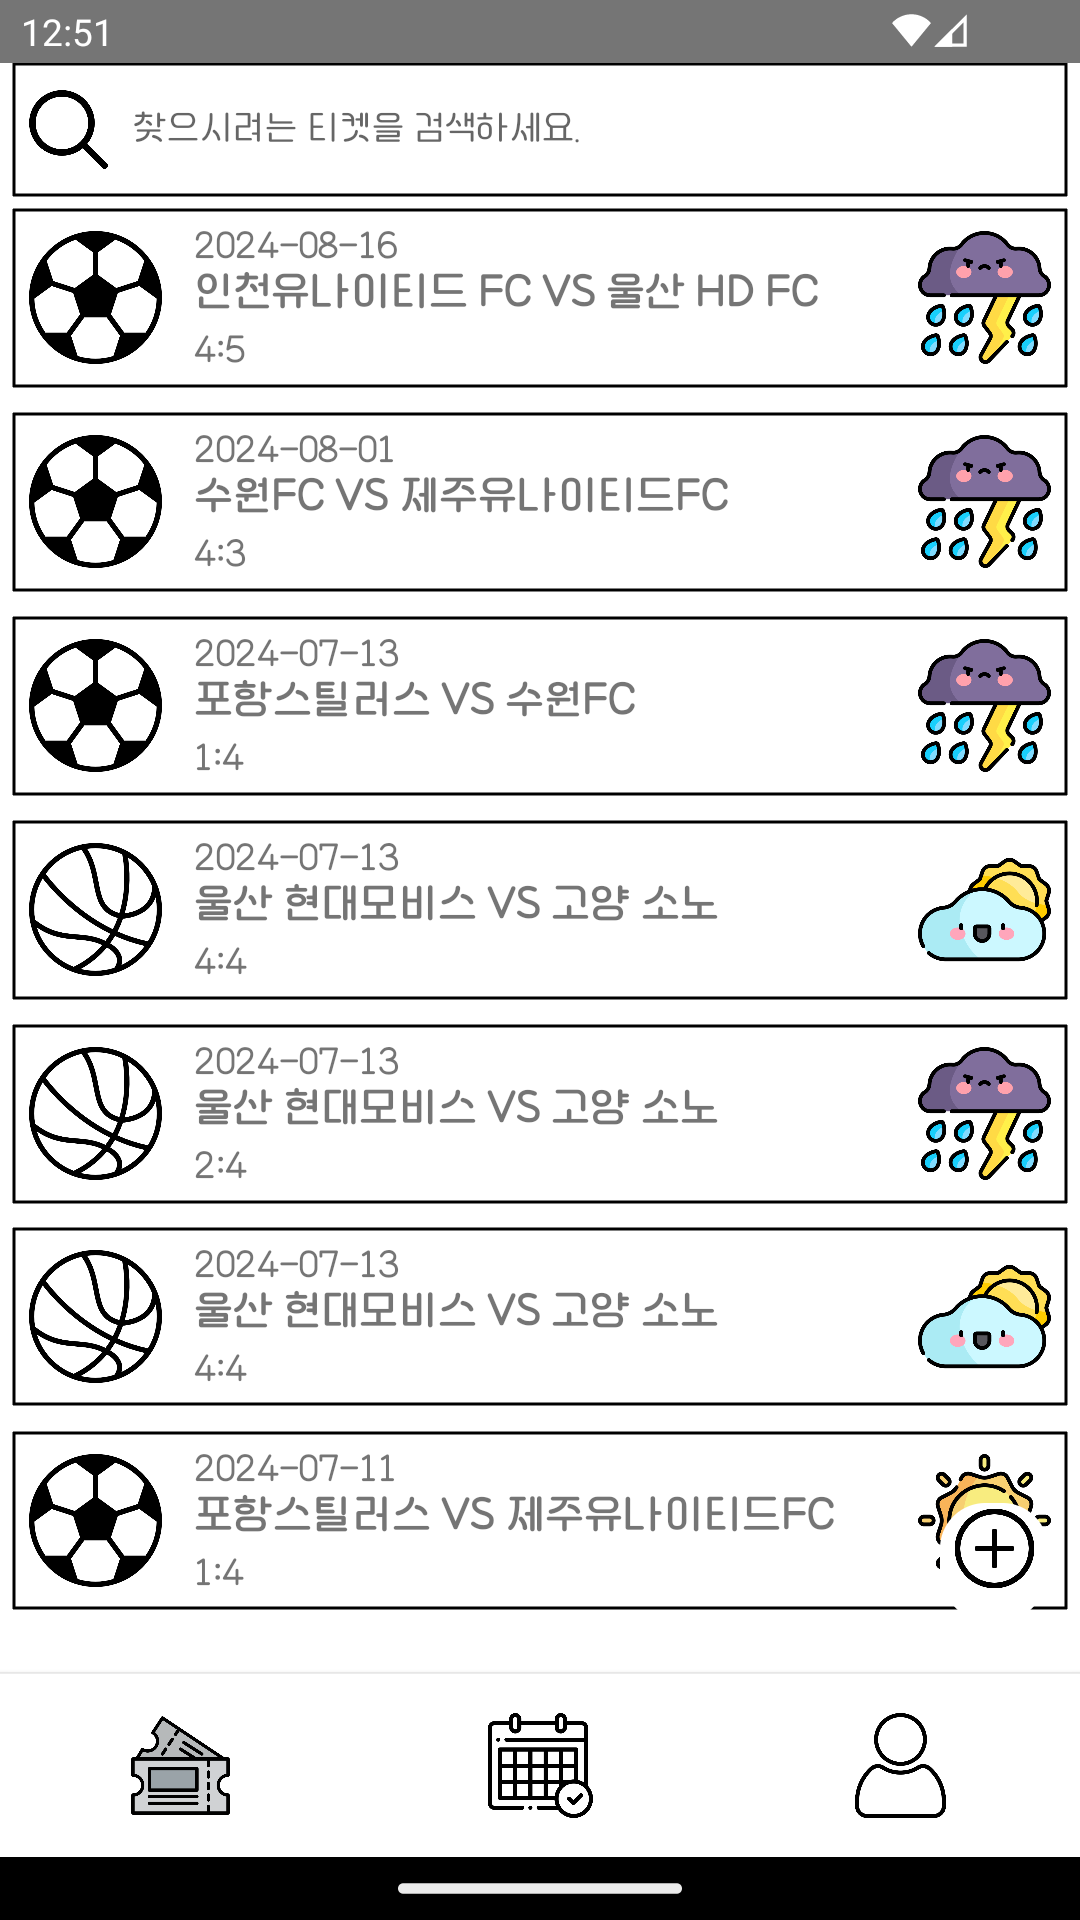 12:51
찾으시려는 티켓을 검색하세요.
2024-08-16
인천유나이티드 FC VS 울산 HD FC
4:5
2024-08-01
수원FC VS 제주유나이티드FC
4:3
2024-07-13
포항스틸러스 VS 수원FC
1:4
2024-07-13
울산 현대모비스 VS 고양 소노
4:4
2024-07-13
울산 현대모비스 VS 고양 소노
2:4
2024-07-13
울산 현대모비스 VS 고양 소노
4:4
2024-07-11
포항스틸러스 VS 제주유나이티드FC
1:4